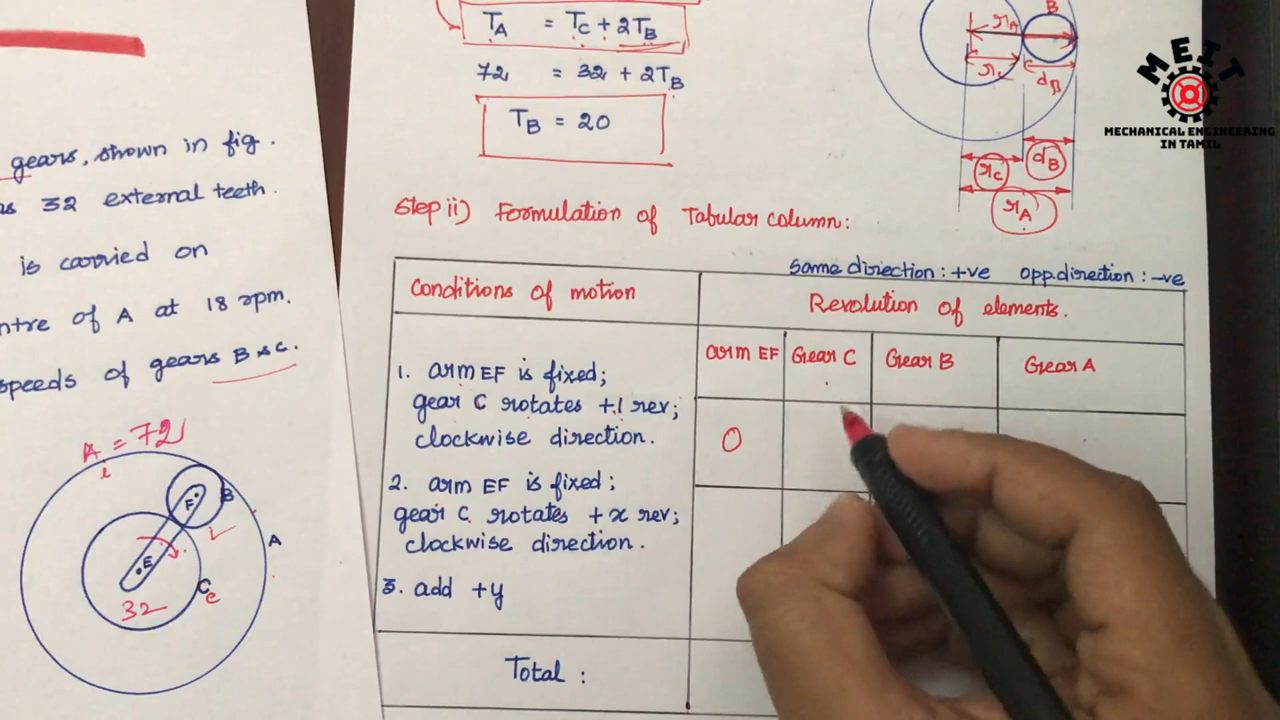 gears, shown in fig.
32 external teeth.
is carried on
of A at 18 rpm.
speeds of gears B & C.
A = 72
F
B
A
E
C
32
TA = TC + 2TB
72 = 32 + 2TB
TB = 20
rA
B
rc
dB
rc
dB
rA
MEIT
MECHANICAL ENGINEERING
IN TAMIL
Step ii) Formulation of Tabular column:
Same direction: +ve opp.direction: -ve
Conditions of motion
Revolution of elements.
arm EF
Gear C
Gear B
Gear A
1. arm EF is fixed;
gear C rotates +1 rev;
clockwise direction.
0
2. arm EF is fixed;
gear C rotates + x rev;
clockwise direction.
3. add +y
Total :